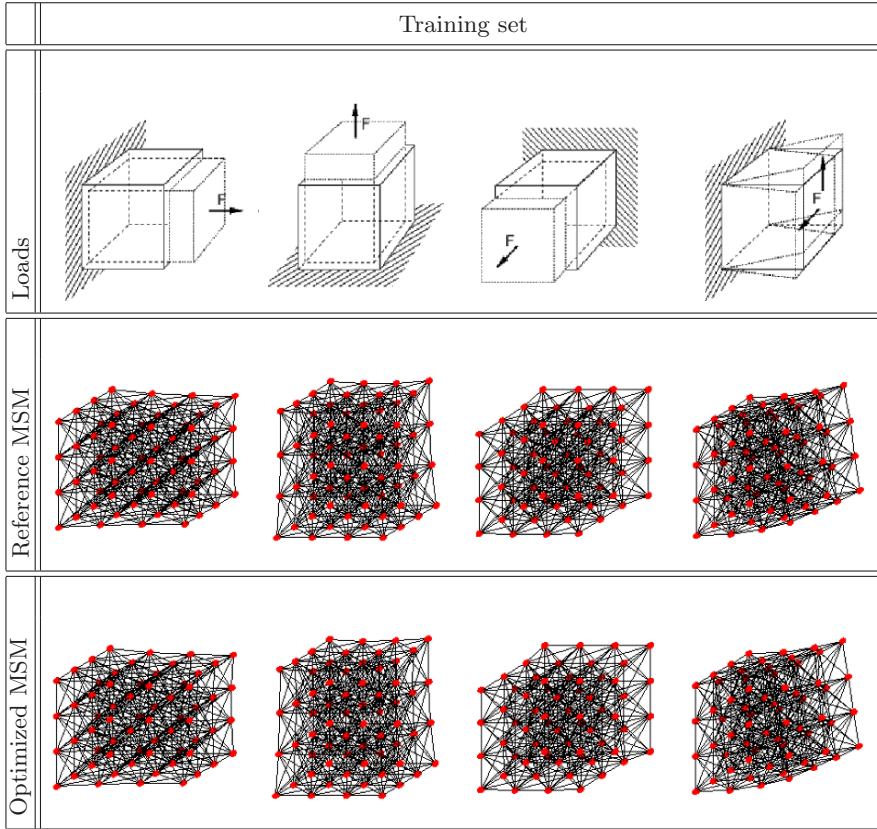 Training set
Loads
F
F
F
F
Reference MSM
Optimized MSM